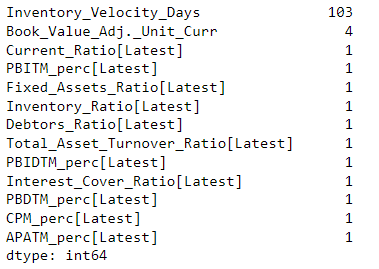 Inventory_Velocity_Days 103
Book_Value_Adj._Unit_Curr 4
Current_Ratio[Latest] 1
PBITM_perc[Latest] 1
Fixed_Assets_Ratio[Latest] 1
Inventory_Ratio[Latest] 1
Debtors_Ratio[Latest] 1
Total_Asset_Turnover_Ratio[Latest] 1
PBIDTM_perc[Latest] 1
Interest_Cover_Ratio[Latest] 1
PBDTM_perc[Latest] 1
CPM_perc[Latest] 1
APATM_perc[Latest] 1
dtype: int64